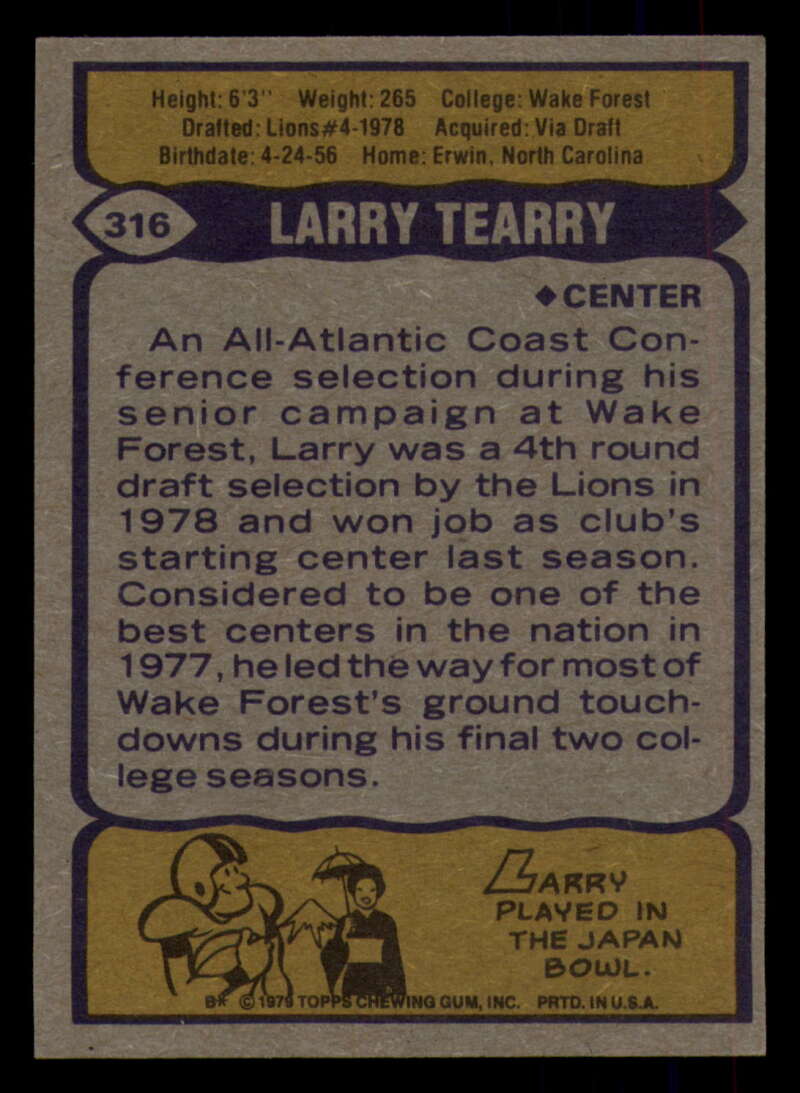 Height: 6'3" Weight: 265 College: Wake Forest
Drafted: Lions#4-1978 Acquired: Via Draft
Birthdate: 4-24-56 Home: Erwin, North Carolina
316 LARRY TEARRY
◆CENTER
An All-Atlantic Coast Con-
ference selection during his
senior campaign at Wake
Forest, Larry was a 4th round
draft selection by the Lions in
1978 and won job as club's
starting center last season.
Considered to be one of the
best centers in the nation in
1977, he led the way for most of
Wake Forest's ground touch-
downs during his final two col-
lege seasons.
LARRY
PLAYED IN
THE JAPAN
BOWL.
B* © 1979 TOPPS CHEWING GUM, INC. PRTD. IN U.S.A.